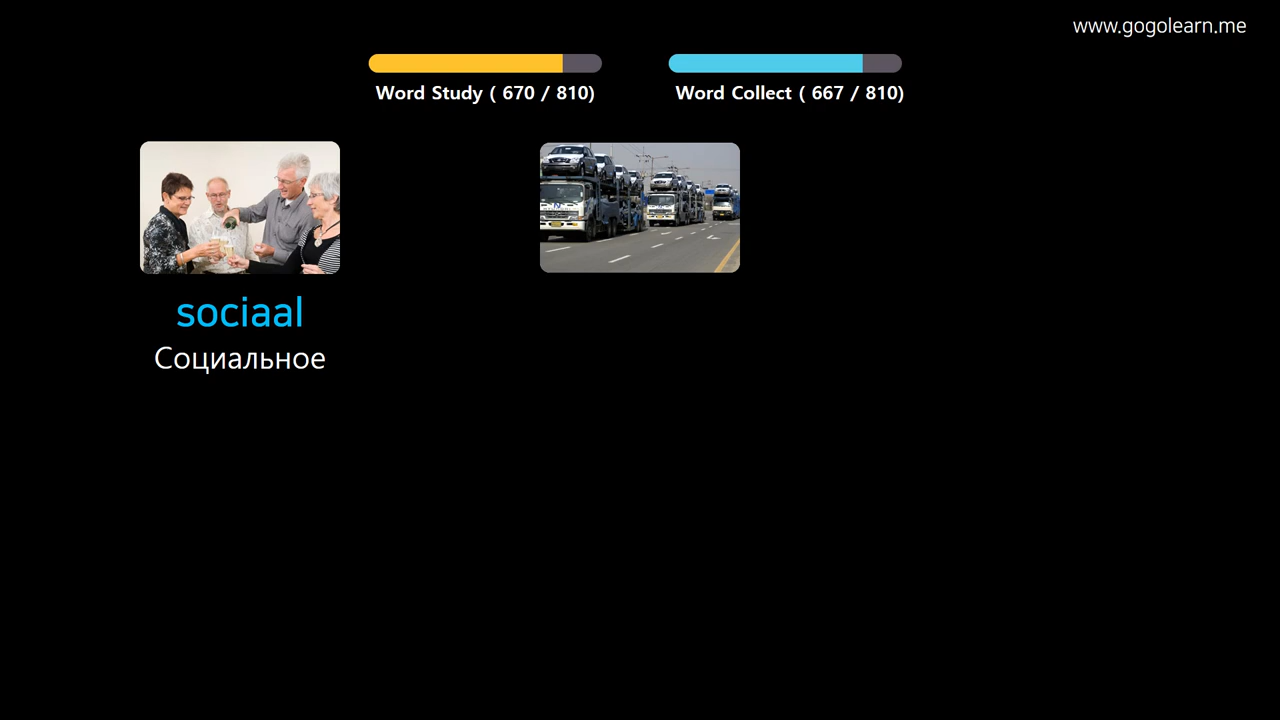 www.gogolearn.me
Word Study ( 670 / 810)
Word Collect ( 667 / 810)
sociaal
Социальное